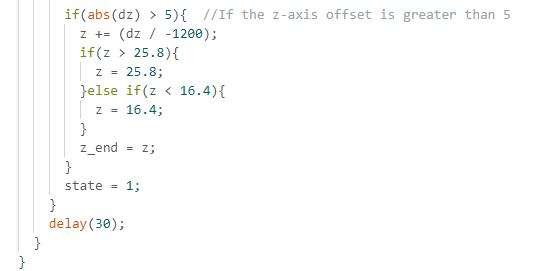 if(abs(dz) > 5){  //If the z-axis offset is greater than 5
z += (dz / -1200);
if(z > 25.8){
z = 25.8;
}else if(z < 16.4){
z = 16.4;
}
z_end = z;
}
state = 1;
}
delay(30);
}
}